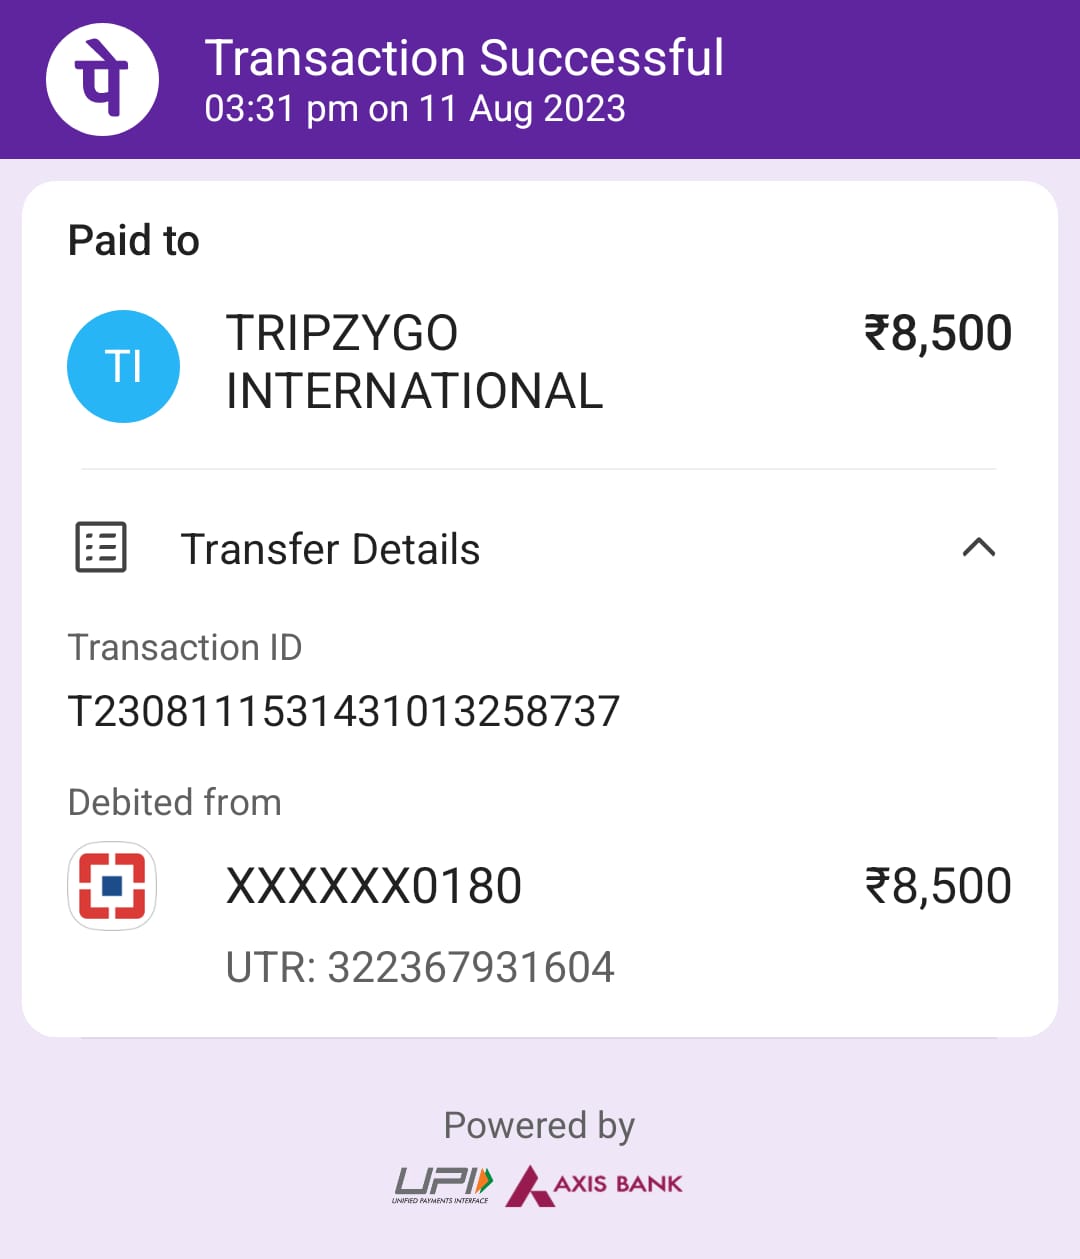 पे
Transaction Successful
03:31 pm on 11 Aug 2023
Paid to
TI
TRIPZYGO
INTERNATIONAL
₹8,500
Transfer Details
Transaction ID
T2308111531431013258737
Debited from
XXXXXX0180
₹8,500
UTR: 322367931604
Powered by
UPI
UNIFIED PAYMENTS INTERFACE
AXIS BANK